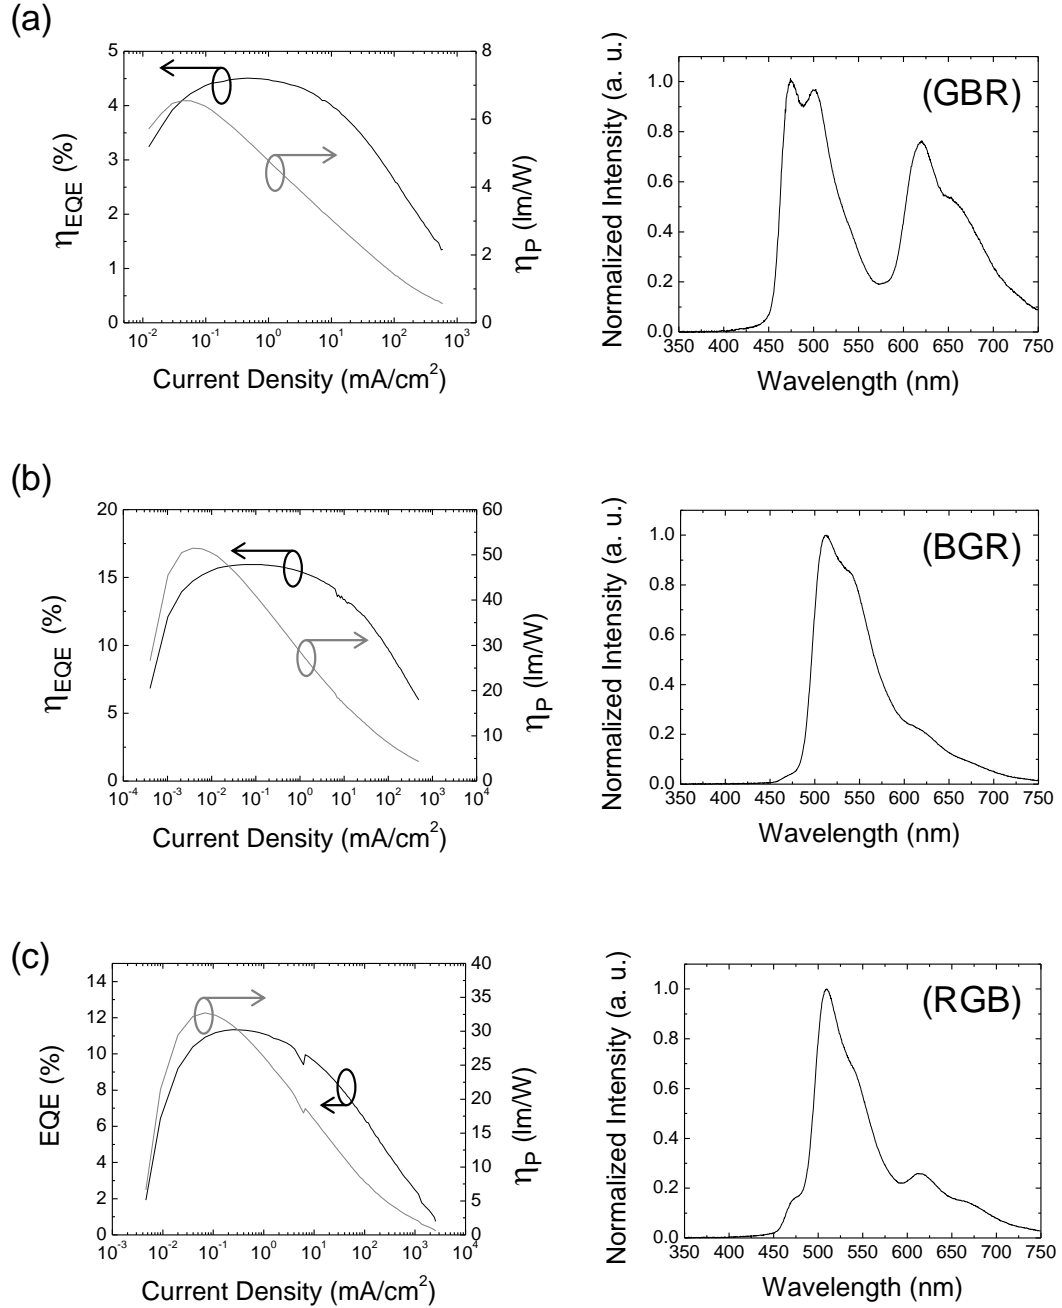 (a)
5
4
3
2
1
0
8
6
4
2
0
η_EQE (%)
η_P (lm/W)
10^-2 10^-1 10^0 10^1 10^2 10^3
Current Density (mA/cm^2)
(GBR)
1.0
0.8
0.6
0.4
0.2
0.0
Normalized Intensity (a. u.)
350 400 450 500 550 600 650 700 750
Wavelength (nm)
(b)
20
15
10
5
0
60
50
40
30
20
10
0
η_EQE (%)
η_P (lm/W)
10^-4 10^-3 10^-2 10^-1 10^0 10^1 10^2 10^3 10^4
Current Density (mA/cm^2)
(BGR)
1.0
0.8
0.6
0.4
0.2
0.0
Normalized Intensity (a. u.)
350 400 450 500 550 600 650 700 750
Wavelength (nm)
(c)
14
12
10
8
6
4
2
0
40
35
30
25
20
15
10
5
0
EQE (%)
η_P (lm/W)
10^-3 10^-2 10^-1 10^0 10^1 10^2 10^3 10^4
Current Density (mA/cm^2)
(RGB)
1.0
0.8
0.6
0.4
0.2
0.0
Normalized Intensity (a. u.)
350 400 450 500 550 600 650 700 750
Wavelength (nm)